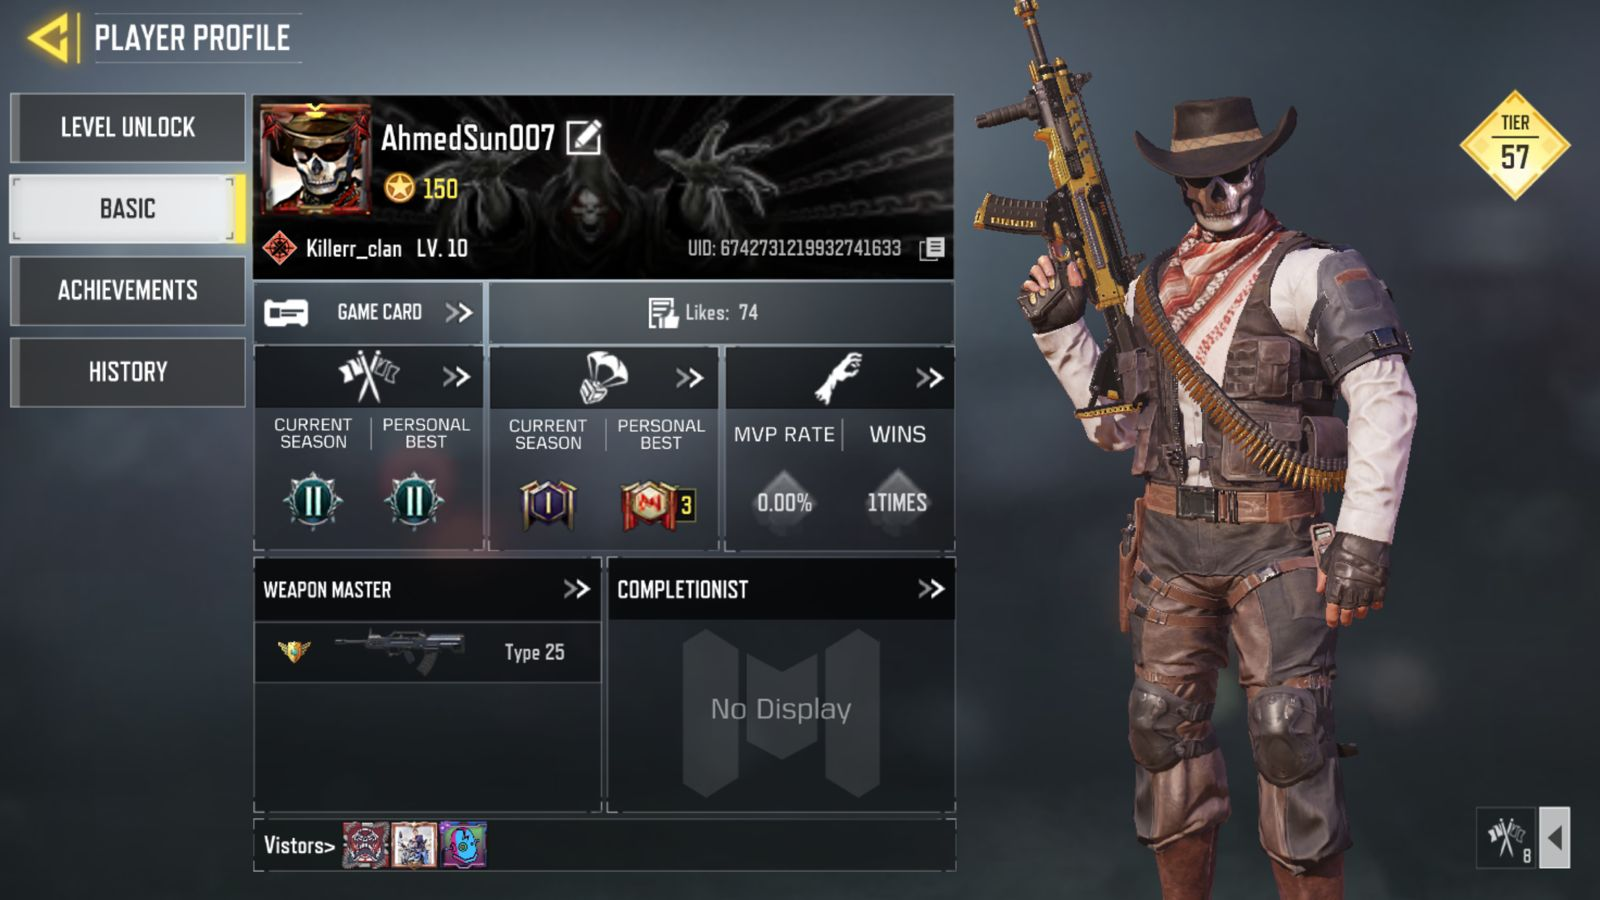 PLAYER PROFILE
LEVEL UNLOCK
BASIC
ACHIEVEMENTS
HISTORY
AhmedSun007
150
Killerr_clan LV. 10
UID: 6742731219932741633
GAME CARD
Likes: 74
CURRENT SEASON
PERSONAL BEST
II
II
CURRENT SEASON
PERSONAL BEST
I
3
MVP RATE
WINS
0.00%
1TIMES
WEAPON MASTER
Type 25
COMPLETIONIST
No Display
Vistors>
TIER
57
8